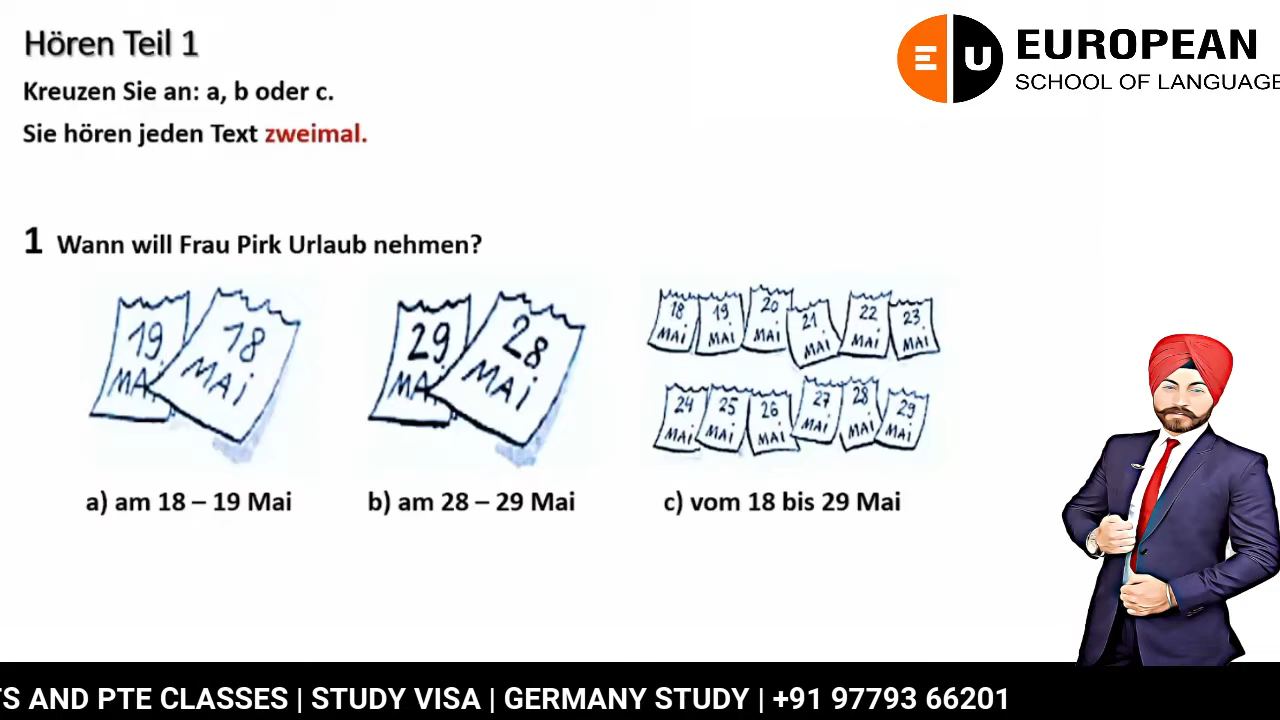 Hören Teil 1
Kreuzen Sie an: a, b oder c.
Sie hören jeden Text zweimal.
E U EUROPEAN
SCHOOL OF LANGUAGE
1 Wann will Frau Pirk Urlaub nehmen?
19 MAi
18 MAi
29 MAi
28 MAi
18 MAi
19 MAi
20 MAi
21 MAi
22 MAi
23 MAi
24 MAi
25 MAi
26 MAi
27 MAi
28 MAi
29 MAi
a) am 18 – 19 Mai
b) am 28 – 29 Mai
c) vom 18 bis 29 Mai
TS AND PTE CLASSES | STUDY VISA | GERMANY STUDY | +91 97793 66201